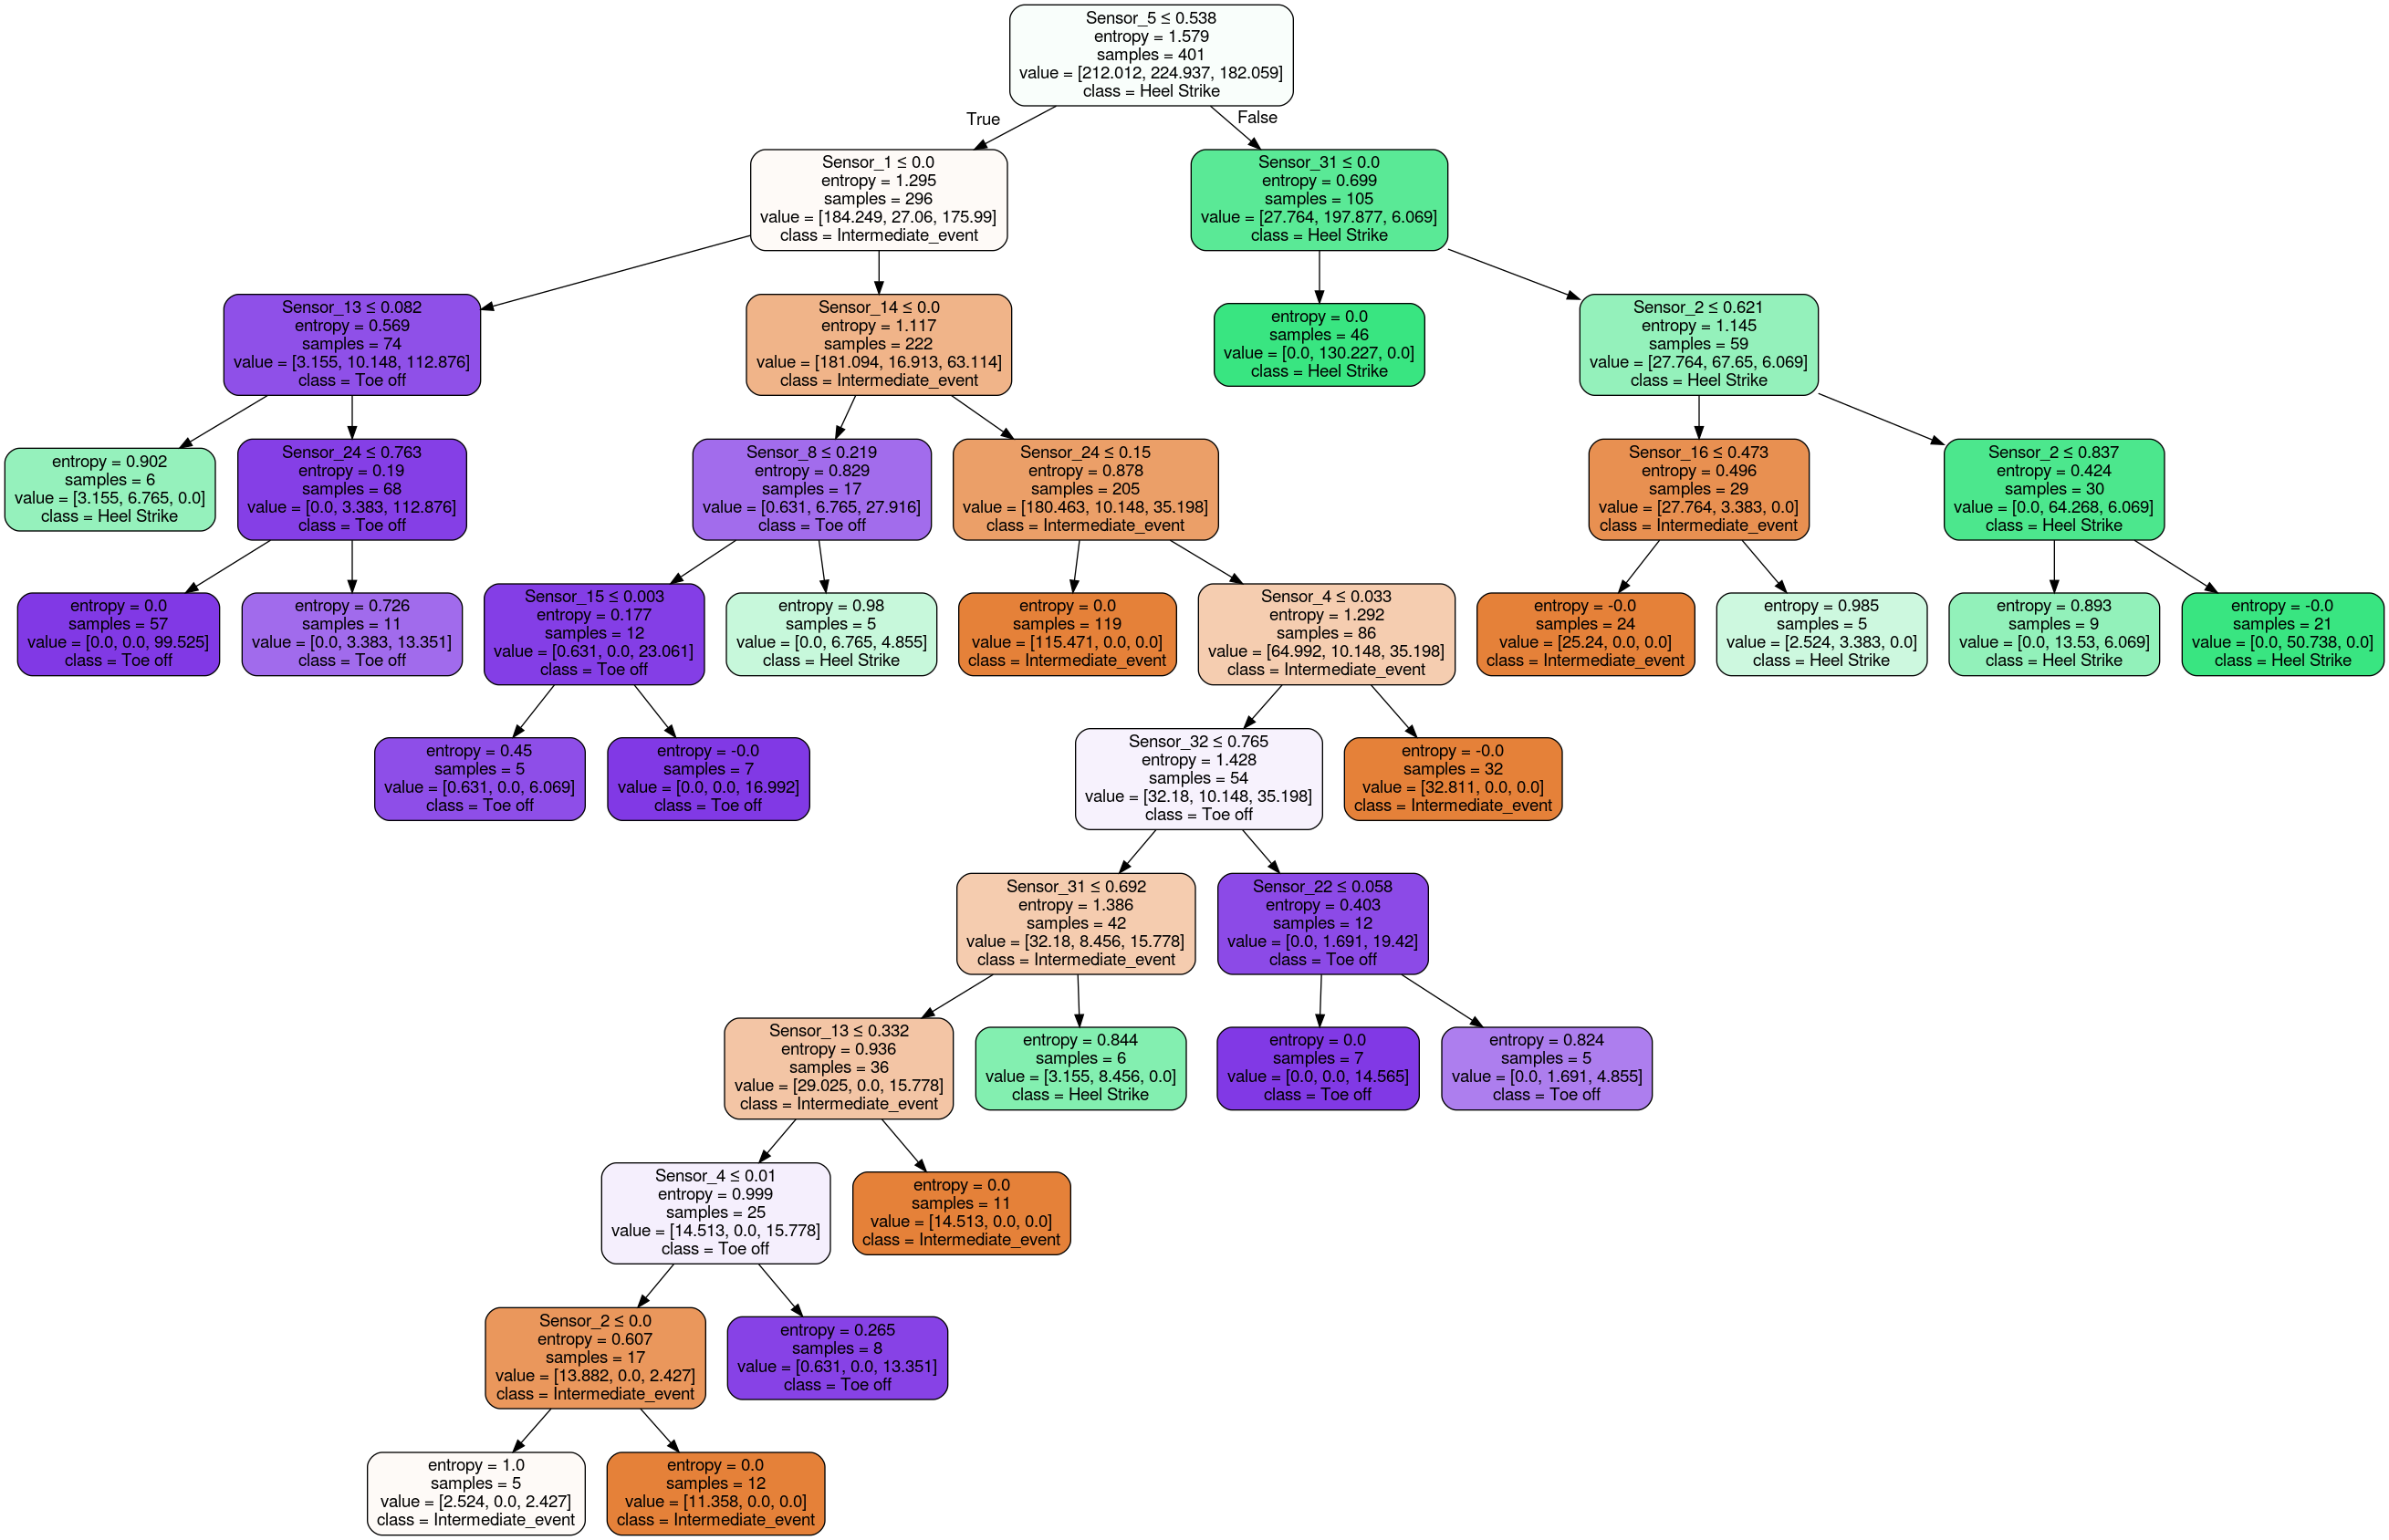 Sensor_5 ≤ 0.538
entropy = 1.579
samples = 401
value = [212.012, 224.937, 182.059]
class = Heel Strike
True
False
Sensor_1 ≤ 0.0
entropy = 1.295
samples = 296
value = [184.249, 27.06, 175.99]
class = Intermediate_event
Sensor_31 ≤ 0.0
entropy = 0.699
samples = 105
value = [27.764, 197.877, 6.069]
class = Heel Strike
Sensor_13 ≤ 0.082
entropy = 0.569
samples = 74
value = [3.155, 10.148, 112.876]
class = Toe off
Sensor_14 ≤ 0.0
entropy = 1.117
samples = 222
value = [181.094, 16.913, 63.114]
class = Intermediate_event
entropy = 0.0
samples = 46
value = [0.0, 130.227, 0.0]
class = Heel Strike
Sensor_2 ≤ 0.621
entropy = 1.145
samples = 59
value = [27.764, 67.65, 6.069]
class = Heel Strike
entropy = 0.902
samples = 6
value = [3.155, 6.765, 0.0]
class = Heel Strike
Sensor_24 ≤ 0.763
entropy = 0.19
samples = 68
value = [0.0, 3.383, 112.876]
class = Toe off
Sensor_8 ≤ 0.219
entropy = 0.829
samples = 17
value = [0.631, 6.765, 27.916]
class = Toe off
Sensor_24 ≤ 0.15
entropy = 0.878
samples = 205
value = [180.463, 10.148, 35.198]
class = Intermediate_event
Sensor_16 ≤ 0.473
entropy = 0.496
samples = 29
value = [27.764, 3.383, 0.0]
class = Intermediate_event
Sensor_2 ≤ 0.837
entropy = 0.424
samples = 30
value = [0.0, 64.268, 6.069]
class = Heel Strike
entropy = 0.0
samples = 57
value = [0.0, 0.0, 99.525]
class = Toe off
entropy = 0.726
samples = 11
value = [0.0, 3.383, 13.351]
class = Toe off
Sensor_15 ≤ 0.003
entropy = 0.177
samples = 12
value = [0.631, 0.0, 23.061]
class = Toe off
entropy = 0.98
samples = 5
value = [0.0, 6.765, 4.855]
class = Heel Strike
entropy = 0.0
samples = 119
value = [115.471, 0.0, 0.0]
class = Intermediate_event
Sensor_4 ≤ 0.033
entropy = 1.292
samples = 86
value = [64.992, 10.148, 35.198]
class = Intermediate_event
entropy = -0.0
samples = 24
value = [25.24, 0.0, 0.0]
class = Intermediate_event
entropy = 0.985
samples = 5
value = [2.524, 3.383, 0.0]
class = Heel Strike
entropy = 0.893
samples = 9
value = [0.0, 13.53, 6.069]
class = Heel Strike
entropy = -0.0
samples = 21
value = [0.0, 50.738, 0.0]
class = Heel Strike
entropy = 0.45
samples = 5
value = [0.631, 0.0, 6.069]
class = Toe off
entropy = -0.0
samples = 7
value = [0.0, 0.0, 16.992]
class = Toe off
Sensor_32 ≤ 0.765
entropy = 1.428
samples = 54
value = [32.18, 10.148, 35.198]
class = Toe off
entropy = -0.0
samples = 32
value = [32.811, 0.0, 0.0]
class = Intermediate_event
Sensor_31 ≤ 0.692
entropy = 1.386
samples = 42
value = [32.18, 8.456, 15.778]
class = Intermediate_event
Sensor_22 ≤ 0.058
entropy = 0.403
samples = 12
value = [0.0, 1.691, 19.42]
class = Toe off
Sensor_13 ≤ 0.332
entropy = 0.936
samples = 36
value = [29.025, 0.0, 15.778]
class = Intermediate_event
entropy = 0.844
samples = 6
value = [3.155, 8.456, 0.0]
class = Heel Strike
entropy = 0.0
samples = 7
value = [0.0, 0.0, 14.565]
class = Toe off
entropy = 0.824
samples = 5
value = [0.0, 1.691, 4.855]
class = Toe off
Sensor_4 ≤ 0.01
entropy = 0.999
samples = 25
value = [14.513, 0.0, 15.778]
class = Toe off
entropy = 0.0
samples = 11
value = [14.513, 0.0, 0.0]
class = Intermediate_event
Sensor_2 ≤ 0.0
entropy = 0.607
samples = 17
value = [13.882, 0.0, 2.427]
class = Intermediate_event
entropy = 0.265
samples = 8
value = [0.631, 0.0, 13.351]
class = Toe off
entropy = 1.0
samples = 5
value = [2.524, 0.0, 2.427]
class = Intermediate_event
entropy = 0.0
samples = 12
value = [11.358, 0.0, 0.0]
class = Intermediate_event